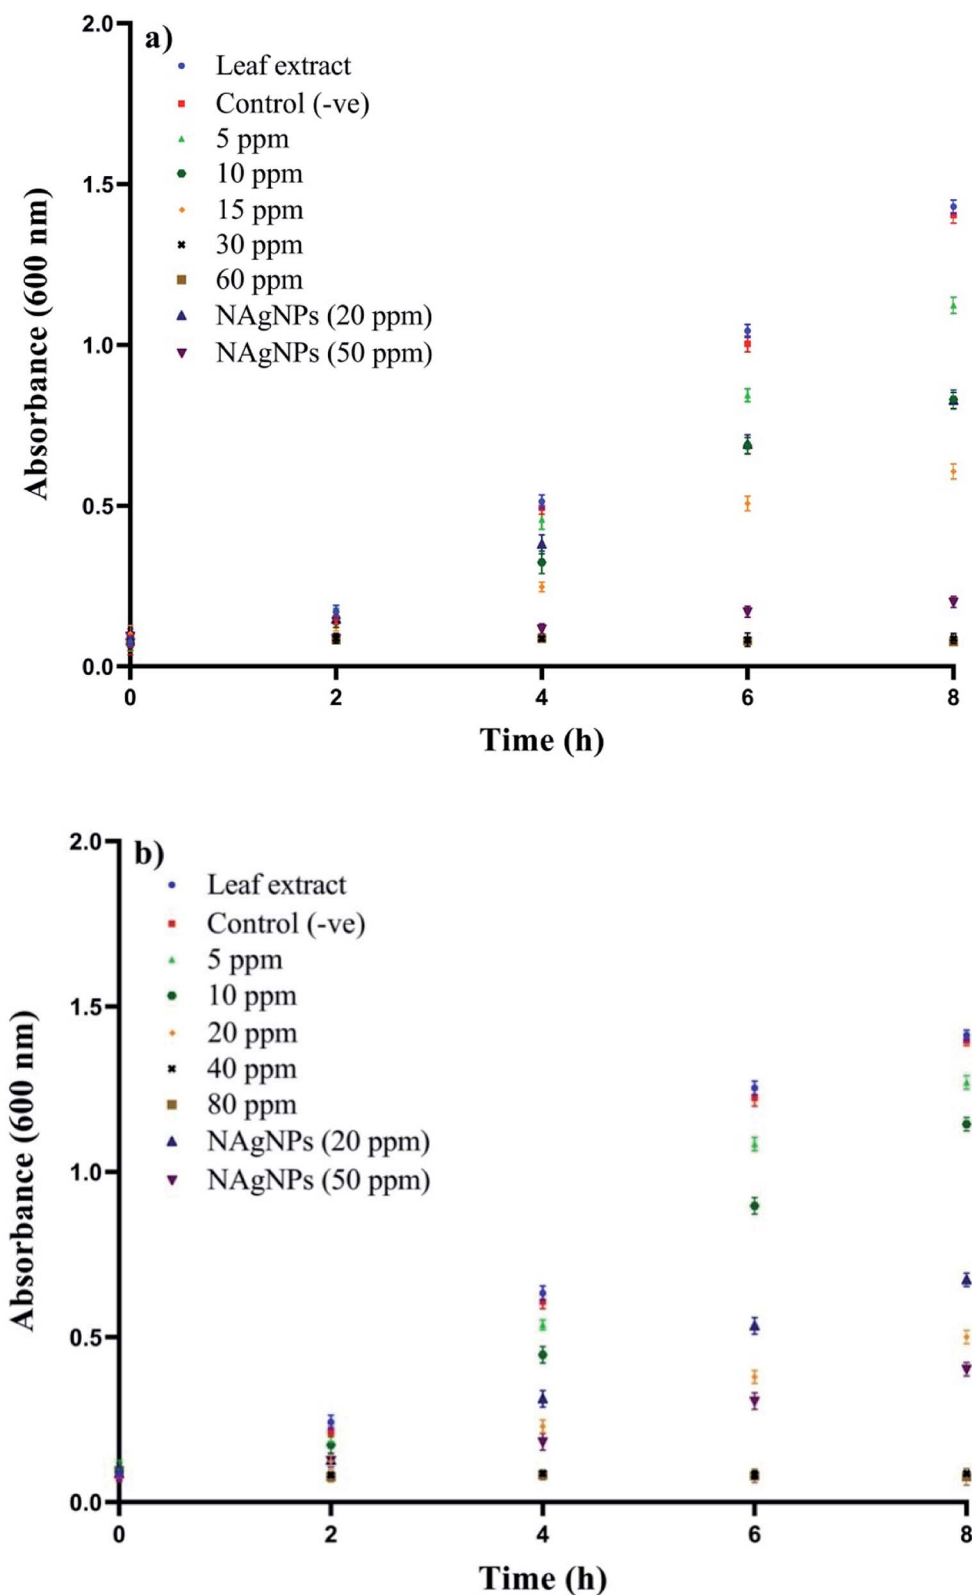 2.0
a)
Leaf extract
Control (-ve)
5 ppm
10 ppm
15 ppm
30 ppm
60 ppm
NAgNPs (20 ppm)
NAgNPs (50 ppm)
1.5
1.0
0.5
0.0
Absorbance (600 nm)
0 2 4 6 8
Time (h)
2.0
b)
Leaf extract
Control (-ve)
5 ppm
10 ppm
20 ppm
40 ppm
80 ppm
NAgNPs (20 ppm)
NAgNPs (50 ppm)
1.5
1.0
0.5
0.0
Absorbance (600 nm)
0 2 4 6 8
Time (h)